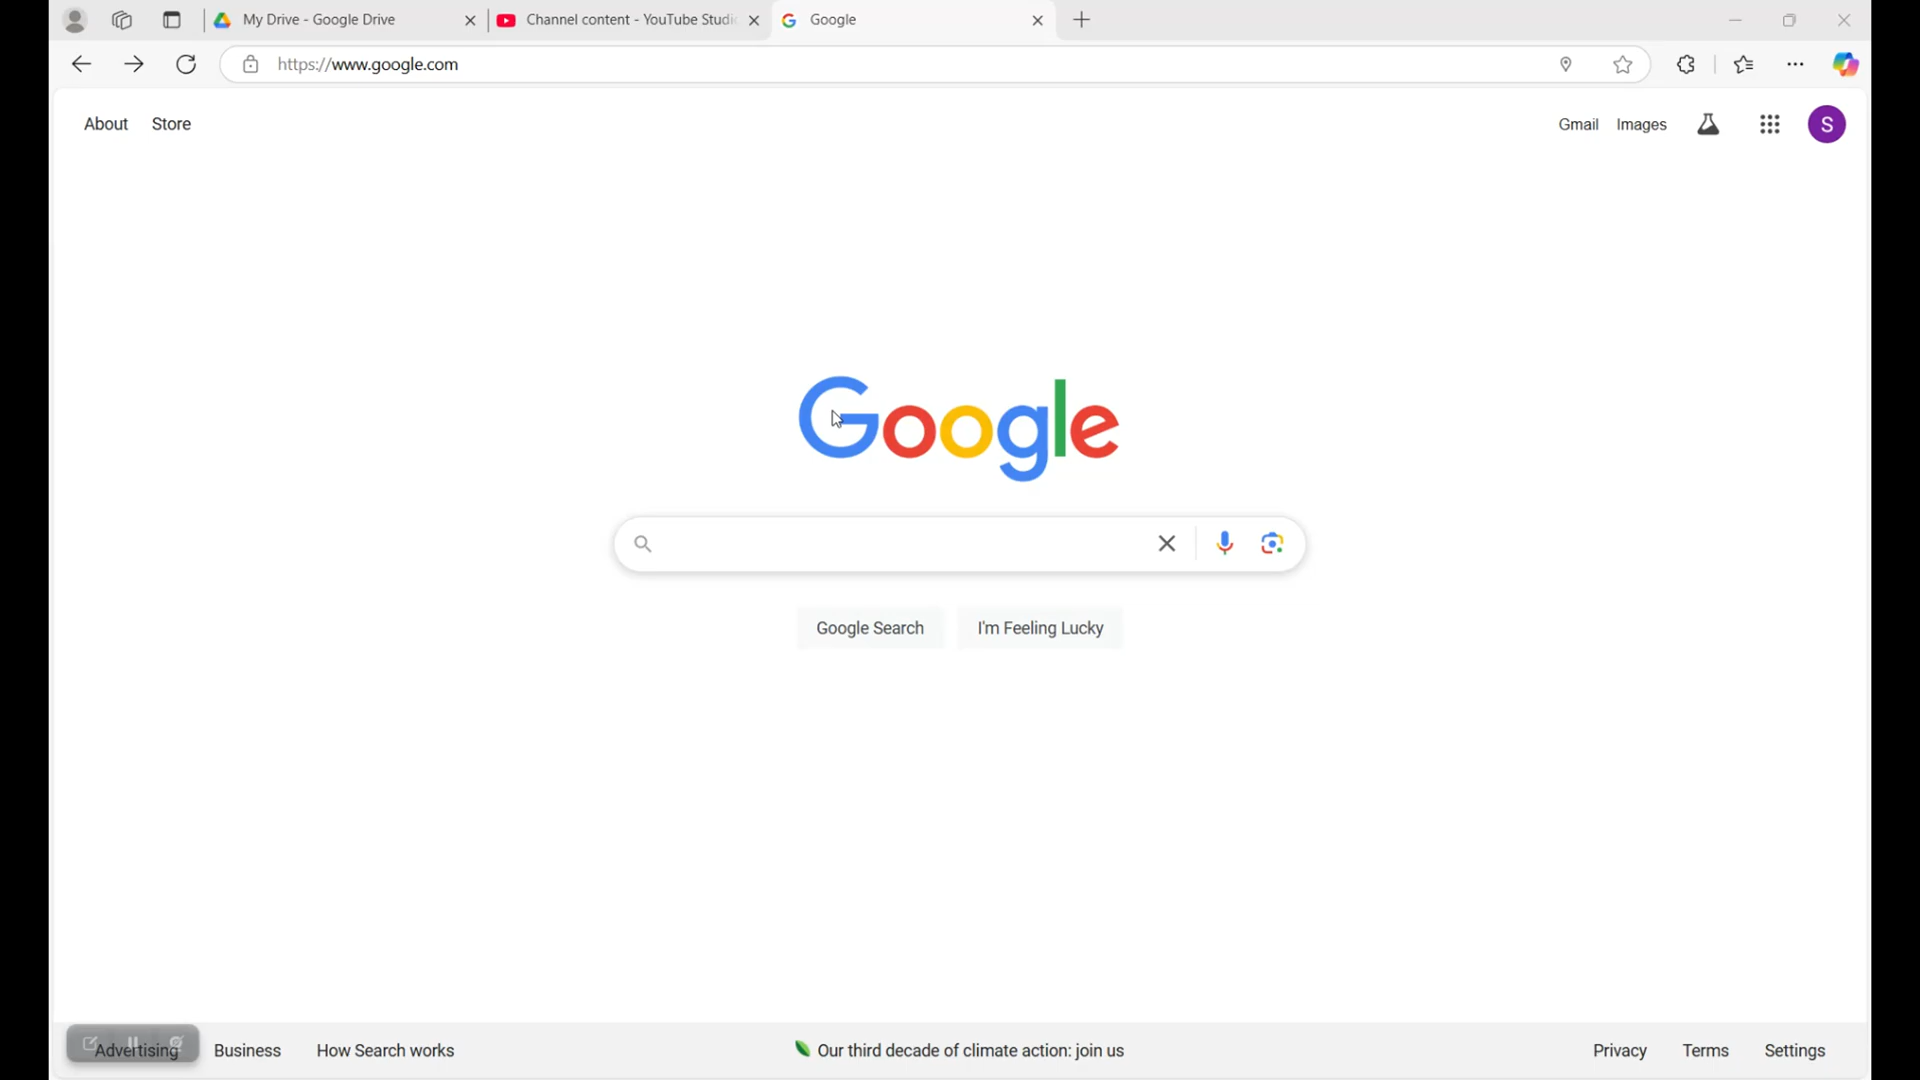 My Drive - Google Drive
Channel content - YouTube Studi
Google
https://www.google.com
About Store
Gmail Images S
Google
Google Search I'm Feeling Lucky
Advertising Business How Search works
Our third decade of climate action: join us
Privacy Terms Settings